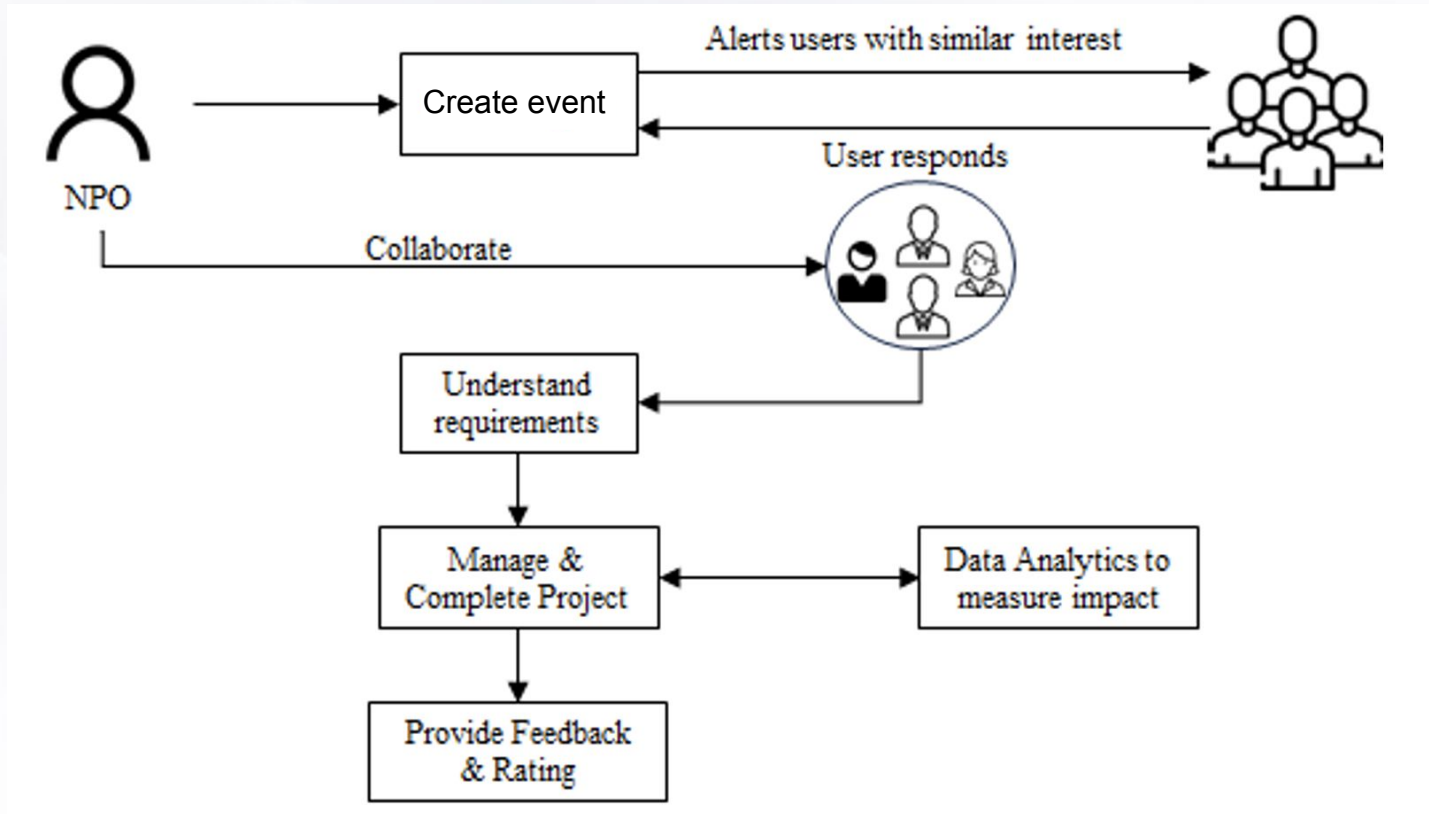 Alerts users with similar interest
Create event
User responds
NPO
Collaborate
Understand
requirements
Manage &
Complete Project
Data Analytics to
measure impact
Provide Feedback
& Rating